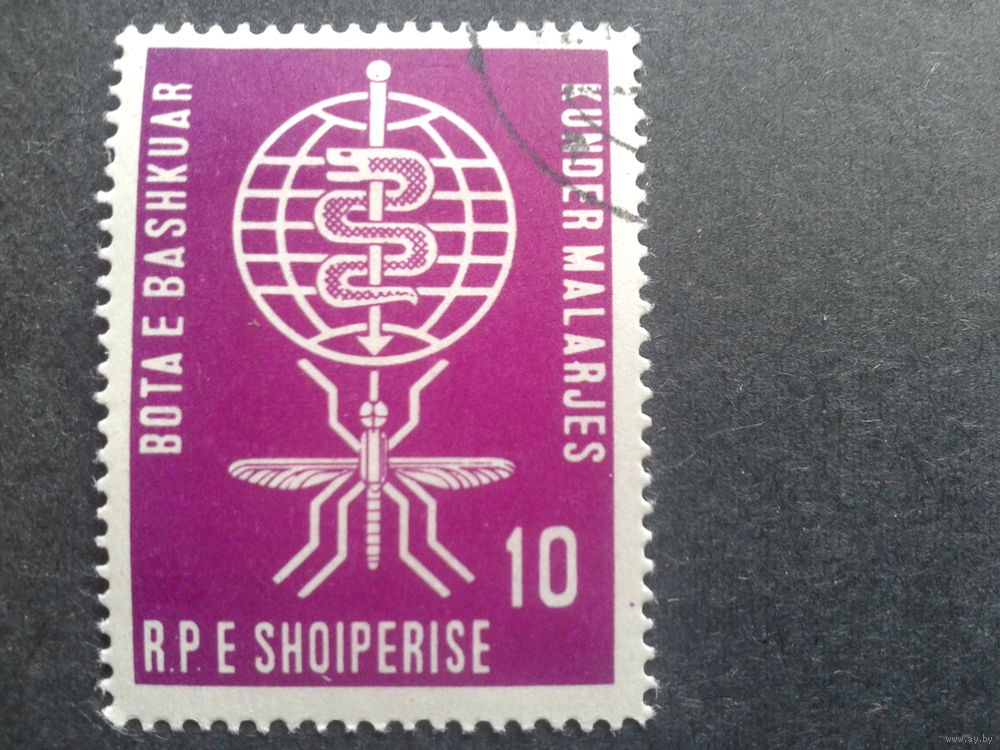 BOTA E BASHKUAR
KUNDER MALARJES
10
R.P.E SHQIPERISE
www.ay.by